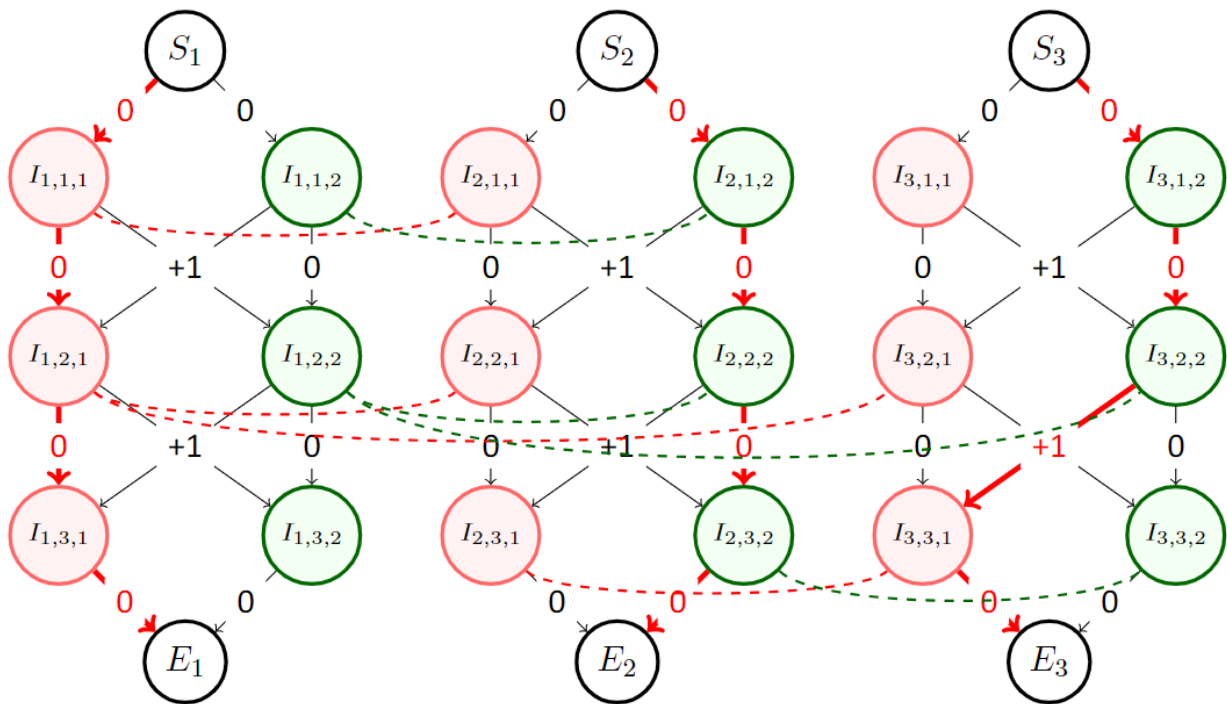 S1 S2 S3
0 0 0 0 0 0
I1,1,1 I1,1,2 I2,1,1 I2,1,2 I3,1,1 I3,1,2
0 +1 0 0 +1 0 0 +1 0
I1,2,1 I1,2,2 I2,2,1 I2,2,2 I3,2,1 I3,2,2
0 +1 0 0 +1 0 0 +1 0
I1,3,1 I1,3,2 I2,3,1 I2,3,2 I3,3,1 I3,3,2
0 0 0 0 0 0
E1 E2 E3